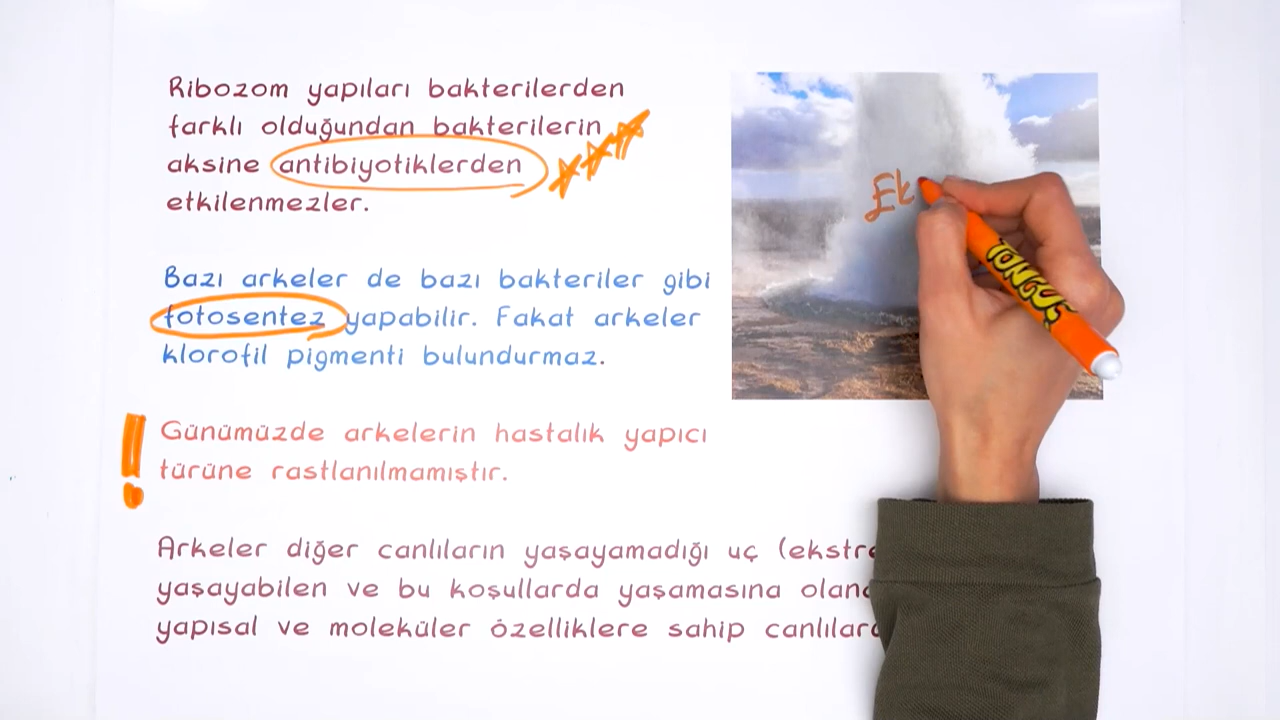 Ribozom yapıları bakterilerden
farklı olduğundan bakterilerin
aksine antibiyotiklerden
etkilenmezler.
Bazı arkeler de bazı bakteriler gibi
fotosentez yapabilir. Fakat arkeler
klorofil pigmenti bulundurmaz.
Günümüzde arkelerin hastalık yapıcı
türüne rastlanılmamıştır.
Arkeler diğer canlıların yaşayamadığı uç (ekstre
yaşayabilen ve bu koşullarda yaşamasına olana
yapısal ve moleküler özelliklere sahip canlılard
Ek
TONGUÇ